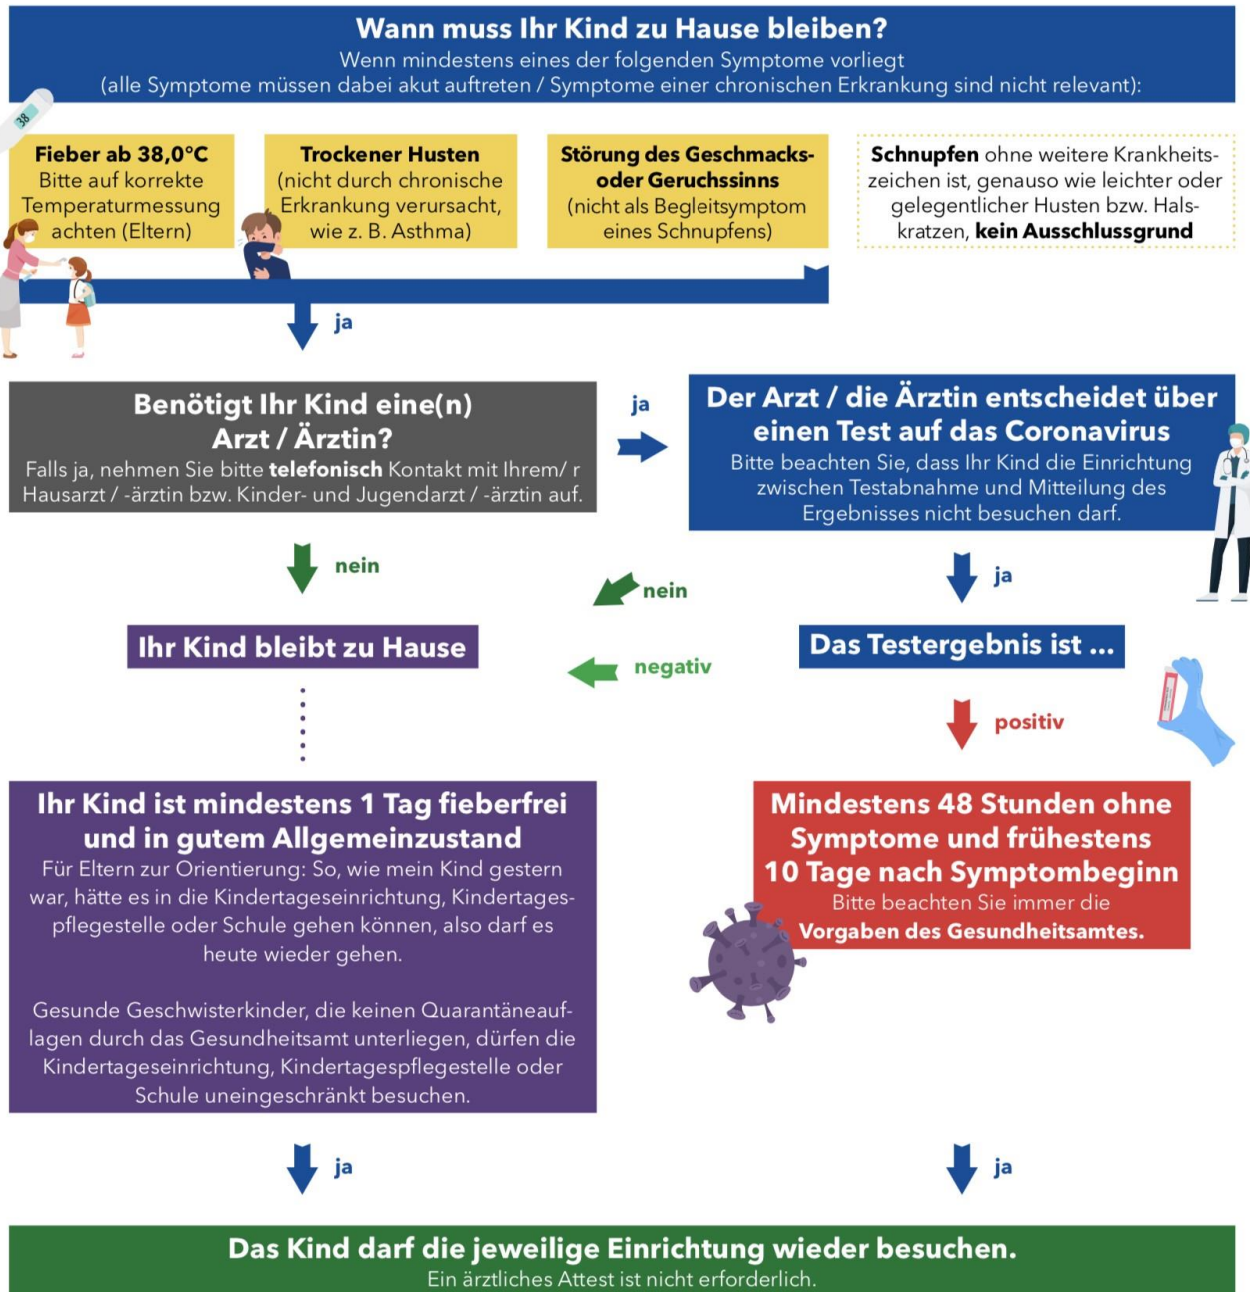 Wann muss Ihr Kind zu Hause bleiben?
Wenn mindestens eines der folgenden Symptome vorliegt
(alle Symptome müssen dabei akut auftreten / Symptome einer chronischen Erkrankung sind nicht relevant):
38
Fieber ab 38,0°C
Bitte auf korrekte
Temperaturmessung
achten (Eltern)
Trockener Husten
(nicht durch chronische
Erkrankung verursacht,
wie z. B. Asthma)
Störung des Geschmacks-
oder Geruchssinns
(nicht als Begleitsymptom
eines Schnupfens)
Schnupfen ohne weitere Krankheits-
zeichen ist, genauso wie leichter oder
gelegentlicher Husten bzw. Hals-
kratzen, kein Ausschlussgrund
ja
Benötigt Ihr Kind eine(n)
Arzt / Ärztin?
Falls ja, nehmen Sie bitte telefonisch Kontakt mit Ihrem/ r
Hausarzt / -ärztin bzw. Kinder- und Jugendarzt / -ärztin auf.
ja
Der Arzt / die Ärztin entscheidet über
einen Test auf das Coronavirus
Bitte beachten Sie, dass Ihr Kind die Einrichtung
zwischen Testabnahme und Mitteilung des
Ergebnisses nicht besuchen darf.
nein
nein
ja
Ihr Kind bleibt zu Hause
negativ
Das Testergebnis ist ...
positiv
Ihr Kind ist mindestens 1 Tag fieberfrei
und in gutem Allgemeinzustand
Für Eltern zur Orientierung: So, wie mein Kind gestern
war, hätte es in die Kindertageseinrichtung, Kindertages-
pflegestelle oder Schule gehen können, also darf es
heute wieder gehen.
Gesunde Geschwisterkinder, die keinen Quarantäneauf-
lagen durch das Gesundheitsamt unterliegen, dürfen die
Kindertageseinrichtung, Kindertagespflegestelle oder
Schule uneingeschränkt besuchen.
Mindestens 48 Stunden ohne
Symptome und frühestens
10 Tage nach Symptombeginn
Bitte beachten Sie immer die
Vorgaben des Gesundheitsamtes.
ja
ja
Das Kind darf die jeweilige Einrichtung wieder besuchen.
Ein ärztliches Attest ist nicht erforderlich.